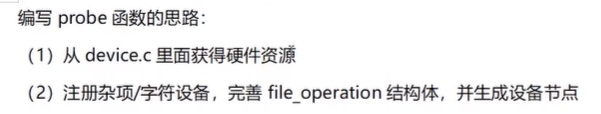 编写 probe 函数的思路：
（1）从 device.c 里面获得硬件资源
（2）注册杂项/字符设备，完善 file_operation 结构体，并生成设备节点